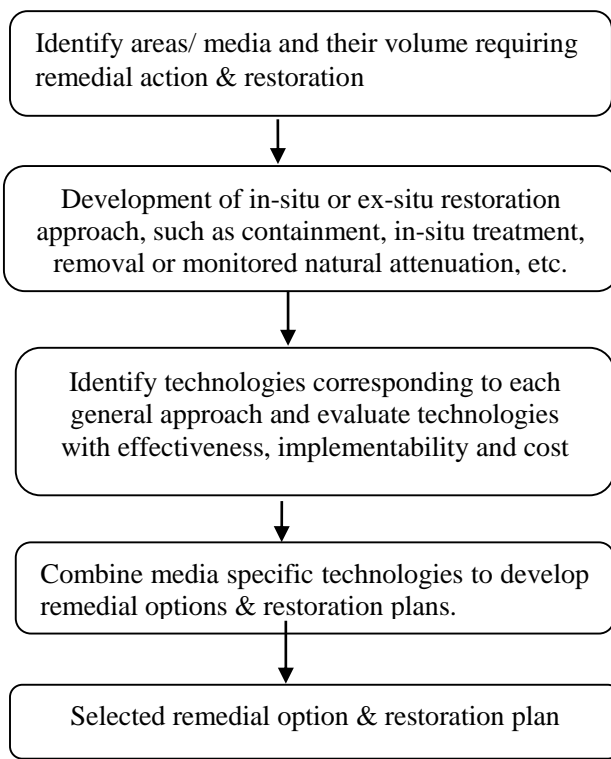 Identify areas/ media and their volume requiring
remedial action & restoration
Development of in-situ or ex-situ restoration
approach, such as containment, in-situ treatment,
removal or monitored natural attenuation, etc.
Identify technologies corresponding to each
general approach and evaluate technologies
with effectiveness, implementability and cost
Combine media specific technologies to develop
remedial options & restoration plans.
Selected remedial option & restoration plan